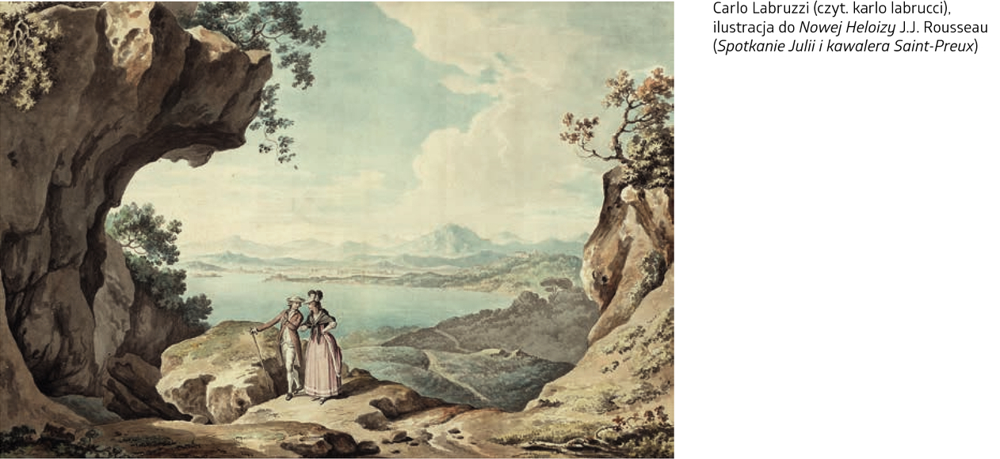 Carlo Labruzzi (czyt. karlo labrucci),
ilustracja do Nowej Heloizy J.J. Rousseau
(Spotkanie Julii i kawalera Saint-Preux)